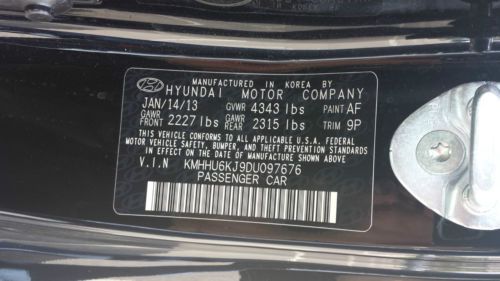 MANUFACTURED IN KOREA BY
HYUNDAI MOTOR COMPANY
JAN/14/13 GVWR 4343 lbs PAINT AF
GAWR FRONT 2227 lbs GAWR REAR 2315 lbs TRIM 9P
THIS VEHICLE CONFORMS TO ALL APPLICABLE U.S.A. FEDERAL
MOTOR VEHICLE SAFETY, BUMPER, AND THEFT PREVENTION STANDARDS
IN EFFECT ON THE DATE OF MANUFACTURE SHOWN ABOVE.
V.I.N KMHHU6KJ9DU097676
PASSENGER CAR